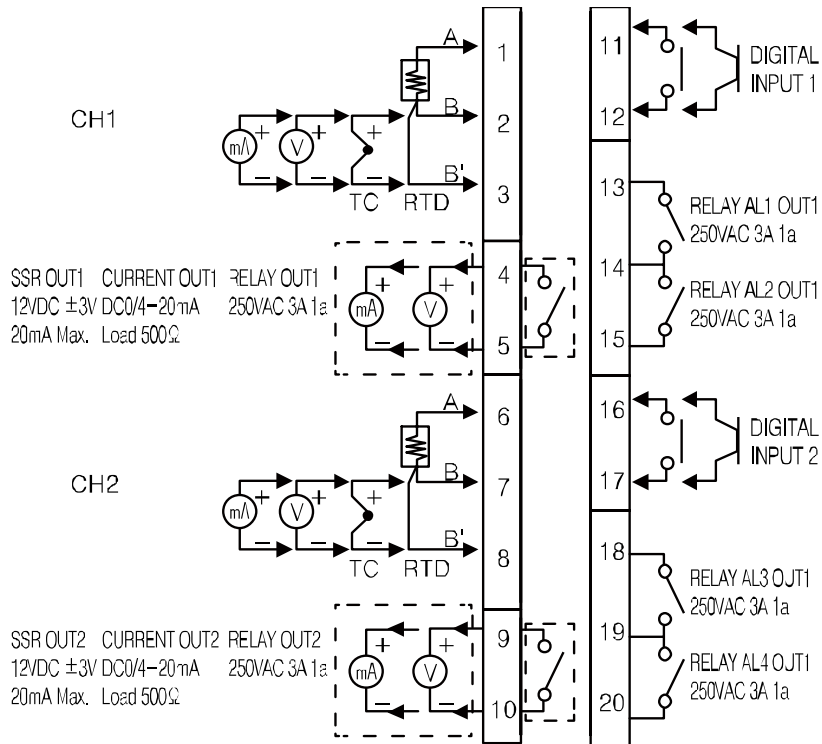 CH1
mA
+
−
V
+
−
+
−
TC
RTD
A
B
B'
1
2
3
SSR OUT1 CURRENT OUT1 RELAY OUT1
12VDC ±3V DC0/4−20mA 250VAC 3A 1a
20mA Max. Load 500Ω
mA
+
−
V
+
−
4
5
CH2
mA
+
−
V
+
−
+
−
TC
RTD
A
B
B'
6
7
8
SSR OUT2 CURRENT OUT2 RELAY OUT2
12VDC ±3V DC0/4−20mA 250VAC 3A 1a
20mA Max. Load 500Ω
mA
+
−
V
+
−
9
10
11
12
DIGITAL
INPUT 1
13
14
15
RELAY AL1 OUT1
250VAC 3A 1a
RELAY AL2 OUT1
250VAC 3A 1a
16
17
DIGITAL
INPUT 2
18
19
20
RELAY AL3 OUT1
250VAC 3A 1a
RELAY AL4 OUT1
250VAC 3A 1a